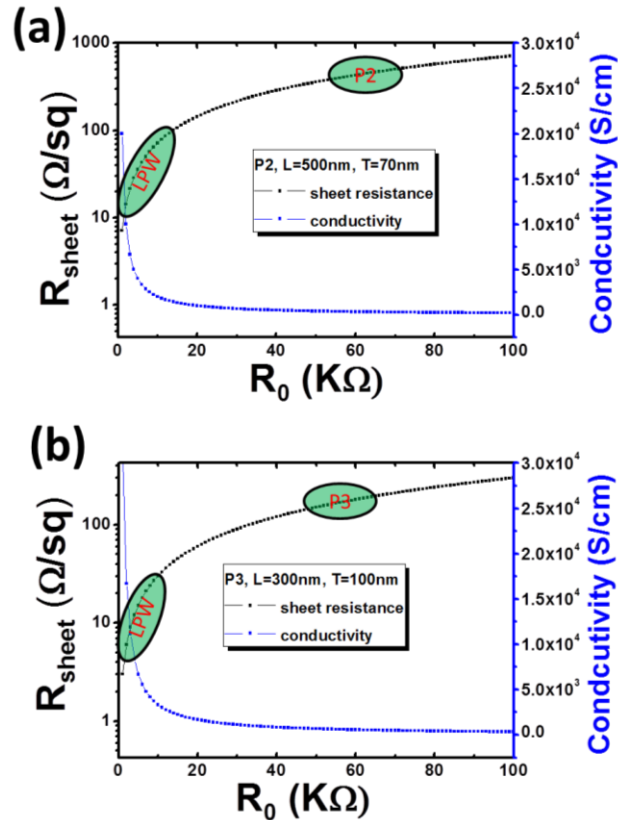 (a)
1000
100
10
1
R_sheet (Ω/sq)
LPW
P2
P2, L=500nm, T=70nm
sheet resistance
conductivity
3.0x10^4
2.5x10^4
2.0x10^4
1.5x10^4
1.0x10^4
5.0x10^3
0.0
Condcutivity (S/cm)
0 20 40 60 80 100
R_0 (KΩ)
(b)
100
10
1
R_sheet (Ω/sq)
LPW
P3
P3, L=300nm, T=100nm
sheet resistance
conductivity
3.0x10^4
2.5x10^4
2.0x10^4
1.5x10^4
1.0x10^4
5.0x10^3
0.0
Condcutivity (S/cm)
0 20 40 60 80 100
R_0 (KΩ)